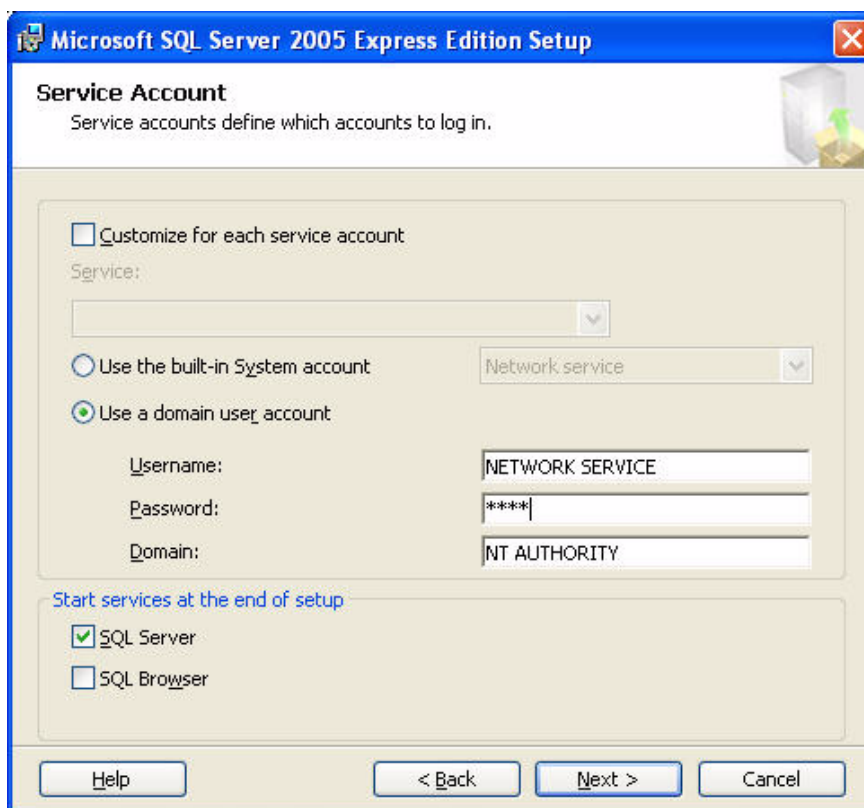 Microsoft SQL Server 2005 Express Edition Setup
Service Account
Service accounts define which accounts to log in.
Customize for each service account
Service:
Use the built-in System account
Network service
Use a domain user account
Username:
NETWORK SERVICE
Password:
****
Domain:
NT AUTHORITY
Start services at the end of setup
SQL Server
SQL Browser
Help
< Back
Next >
Cancel